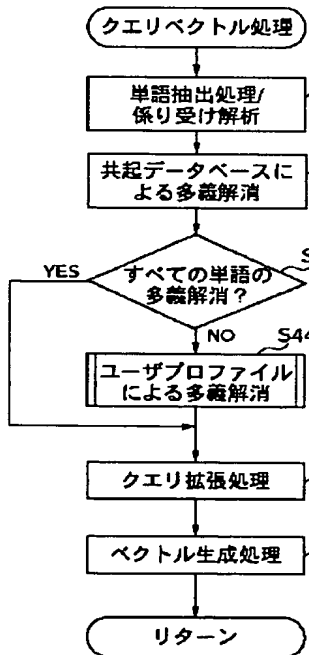 クエリベクトル処理
単語抽出処理/
係り受け解析
共起データベースに
よる多義解消
すべての単語の
多義解消?
YES
NO
S44
ユーザプロファイル
による多義解消
クエリ拡張処理
ベクトル生成処理
リターン